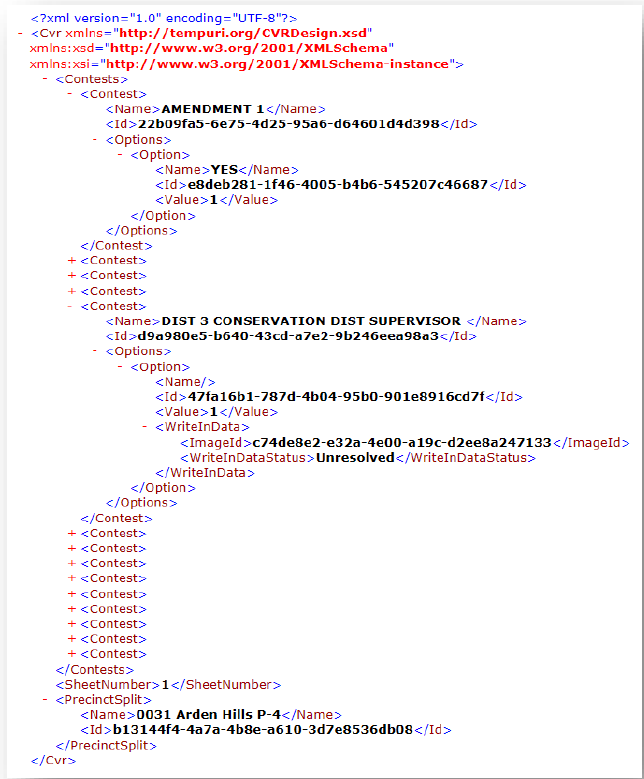 <?xml version="1.0" encoding="UTF-8"?>
- <Cvr xmlns="http://tempuri.org/CVRDesign.xsd"
xmlns:xsd="http://www.w3.org/2001/XMLSchema"
xmlns:xsi="http://www.w3.org/2001/XMLSchema-instance">
- <Contests>
- <Contest>
<Name>AMENDMENT 1</Name>
<Id>22b09fa5-6e75-4d25-95a6-d64601d4d398</Id>
- <Options>
- <Option>
<Name>YES</Name>
<Id>e8deb281-1f46-4005-b4b6-545207c46687</Id>
<Value>1</Value>
</Option>
</Options>
</Contest>
+ <Contest>
+ <Contest>
+ <Contest>
- <Contest>
<Name>DIST 3 CONSERVATION DIST SUPERVISOR </Name>
<Id>d9a980e5-b640-43cd-a7e2-9b246eea98a3</Id>
- <Options>
- <Option>
<Name/>
<Id>47fa16b1-787d-4b04-95b0-901e8916cd7f</Id>
<Value>1</Value>
- <WriteInData>
<ImageId>c74de8e2-e32a-4e00-a19c-d2ee8a247133</ImageId>
<WriteInDataStatus>Unresolved</WriteInDataStatus>
</WriteInData>
</Option>
</Options>
</Contest>
+ <Contest>
+ <Contest>
+ <Contest>
+ <Contest>
+ <Contest>
+ <Contest>
+ <Contest>
+ <Contest>
+ <Contest>
</Contests>
<SheetNumber>1</SheetNumber>
- <PrecinctSplit>
<Name>0031 Arden Hills P-4</Name>
<Id>b13144f4-4a7a-4b8e-a610-3d7e8536db08</Id>
</PrecinctSplit>
</Cvr>